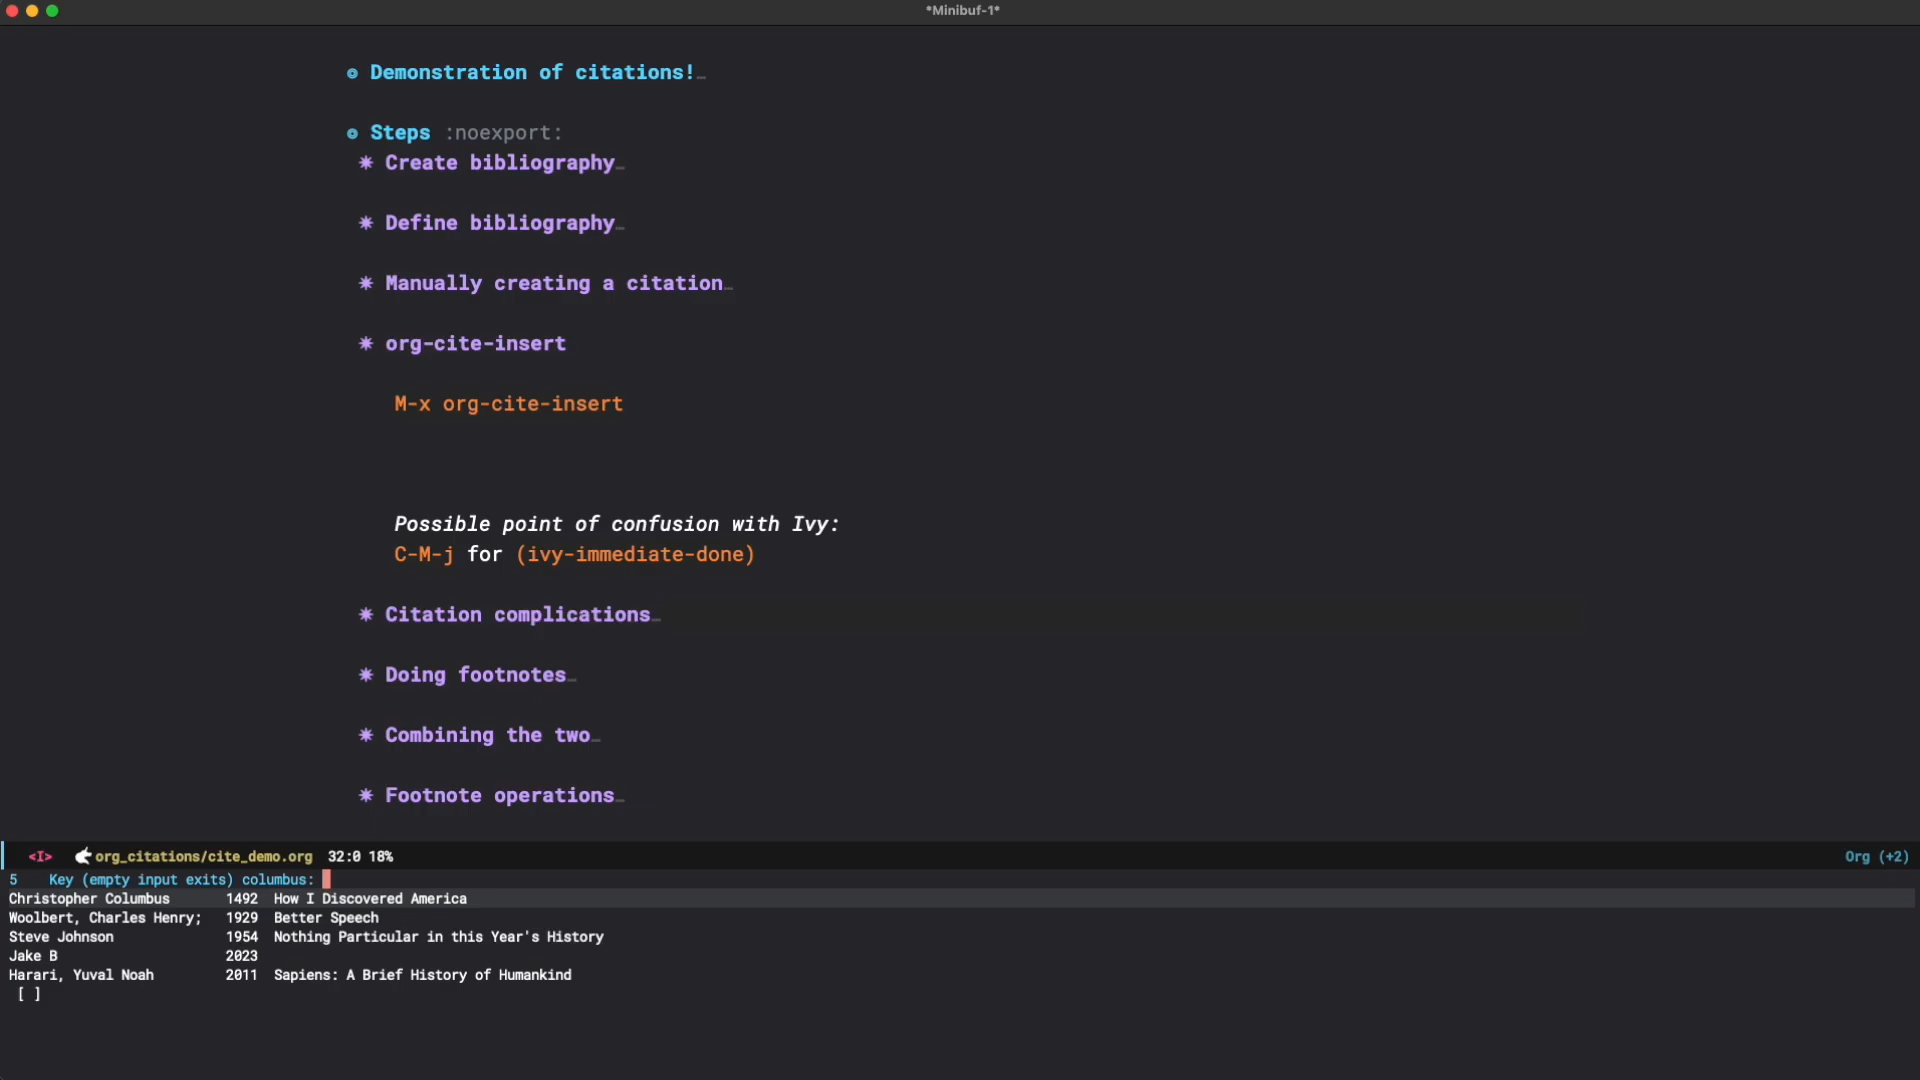 *Minibuf-1*
Demonstration of citations!
Steps :noexport:
Create bibliography
Define bibliography
Manually creating a citation
org-cite-insert
M-x org-cite-insert
Possible point of confusion with Ivy:
C-M-j for (ivy-immediate-done)
Citation complications
Doing footnotes
Combining the two
Footnote operations
<I> org_citations/cite_demo.org 32:0 18% Org (+2)
5 Key (empty input exits) columbus:
Christopher Columbus 1492 How I Discovered America
Woolbert, Charles Henry; 1929 Better Speech
Steve Johnson 1954 Nothing Particular in this Year's History
Jake B 2023
Harari, Yuval Noah 2011 Sapiens: A Brief History of Humankind
[ ]